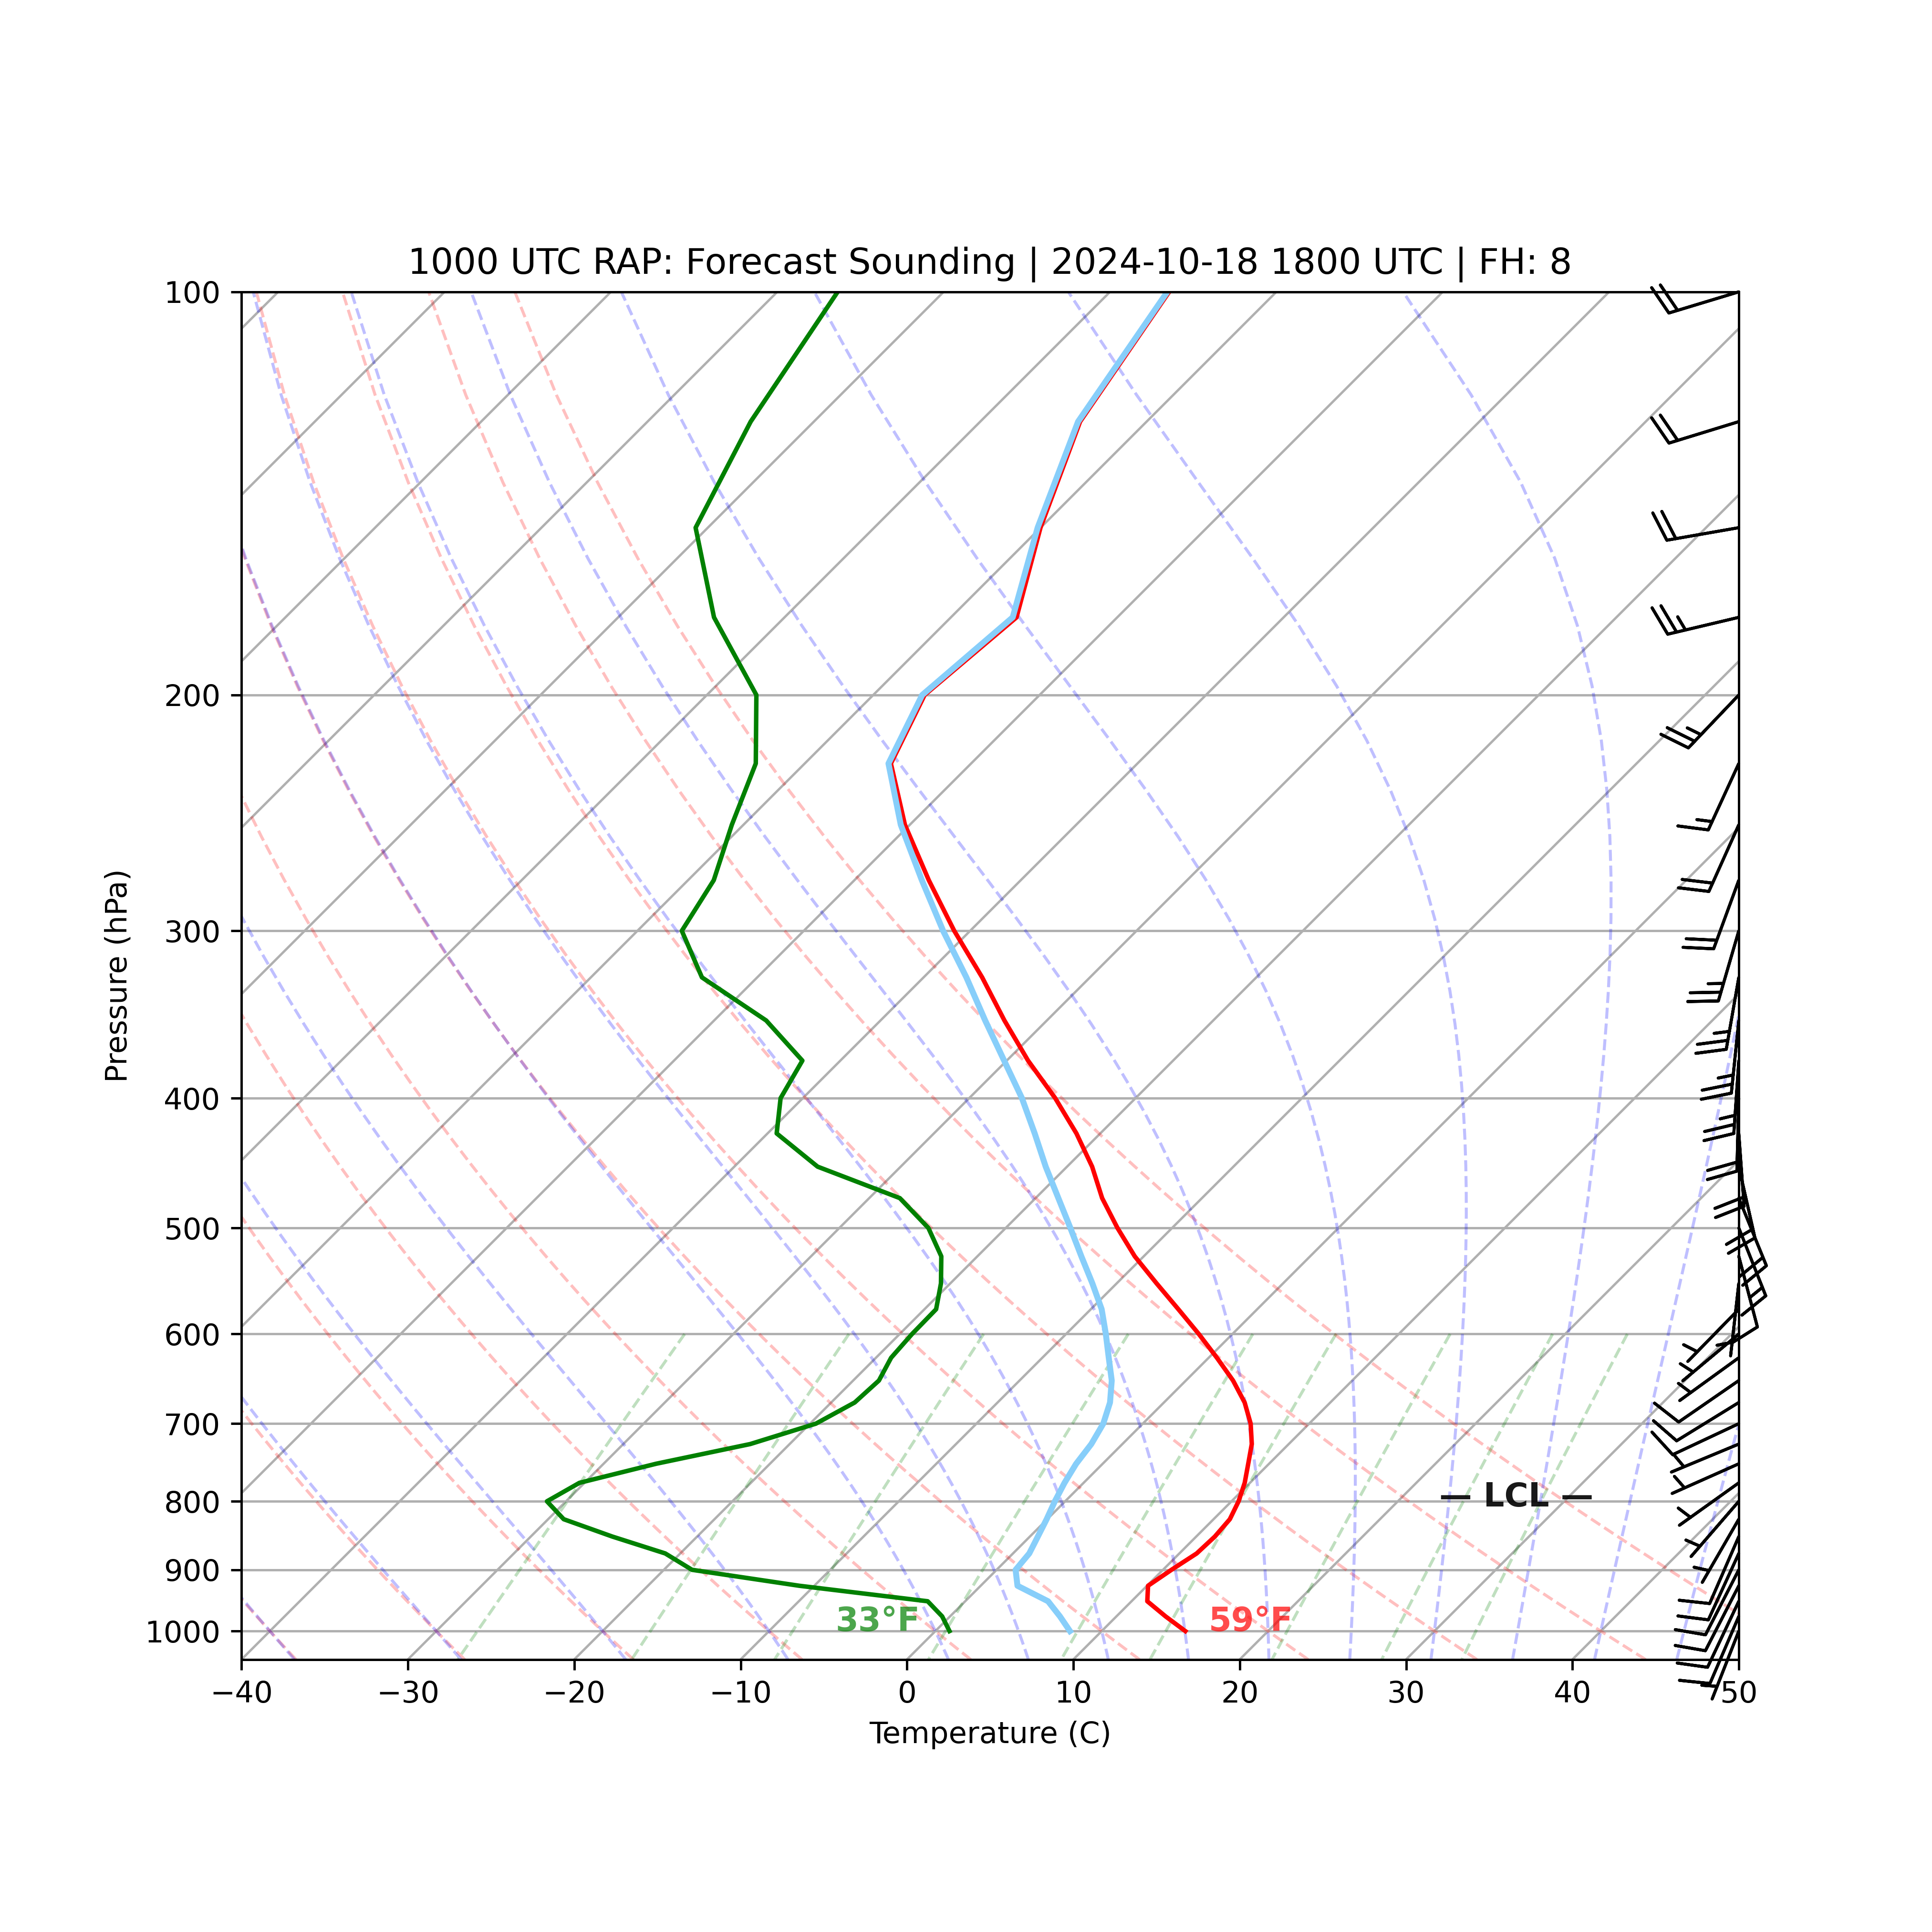 1000 UTC RAP: Forecast Sounding | 2024-10-18 1800 UTC | FH: 8
100
200
300
400
500
600
700
800
900
1000
Pressure (hPa)
— LCL —
33°F
59°F
−40 −30 −20 −10 0 10 20 30 40 50
Temperature (C)